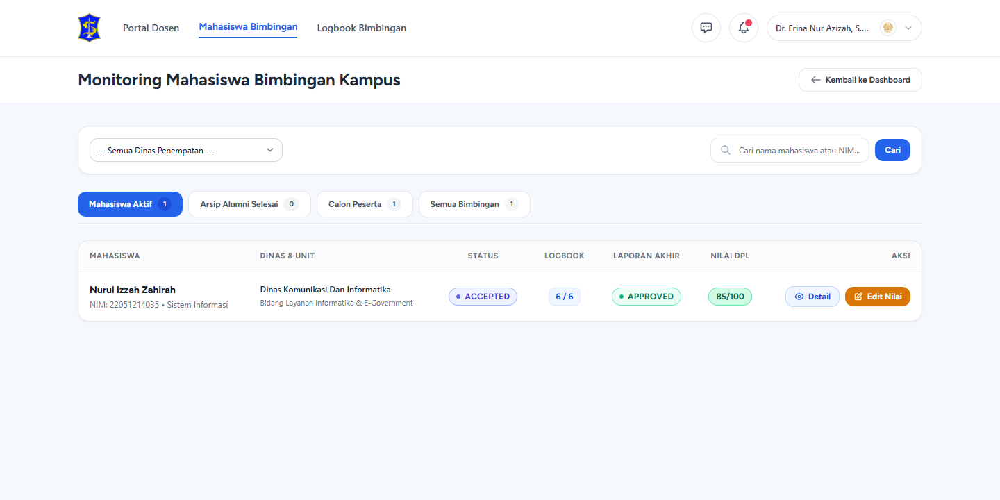 Portal Dosen
Mahasiswa Bimbingan
Logbook Bimbingan
Dr. Erina Nur Azizah, S....
Monitoring Mahasiswa Bimbingan Kampus
Kembali ke Dashboard
-- Semua Dinas Penempatan --
Cari nama mahasiswa atau NIM...
Cari
Mahasiswa Aktif 1
Arsip Alumni Selesai 0
Calon Peserta 1
Semua Bimbingan 1
MAHASISWA DINAS & UNIT STATUS LOGBOOK LAPORAN AKHIR NILAI DPL AKSI
Nurul Izzah Zahirah
NIM: 22051214035 • Sistem Informasi
Dinas Komunikasi Dan Informatika
Bidang Layanan Informatika & E-Government
ACCEPTED
6 / 6
APPROVED
85/100
Detail
Edit Nilai